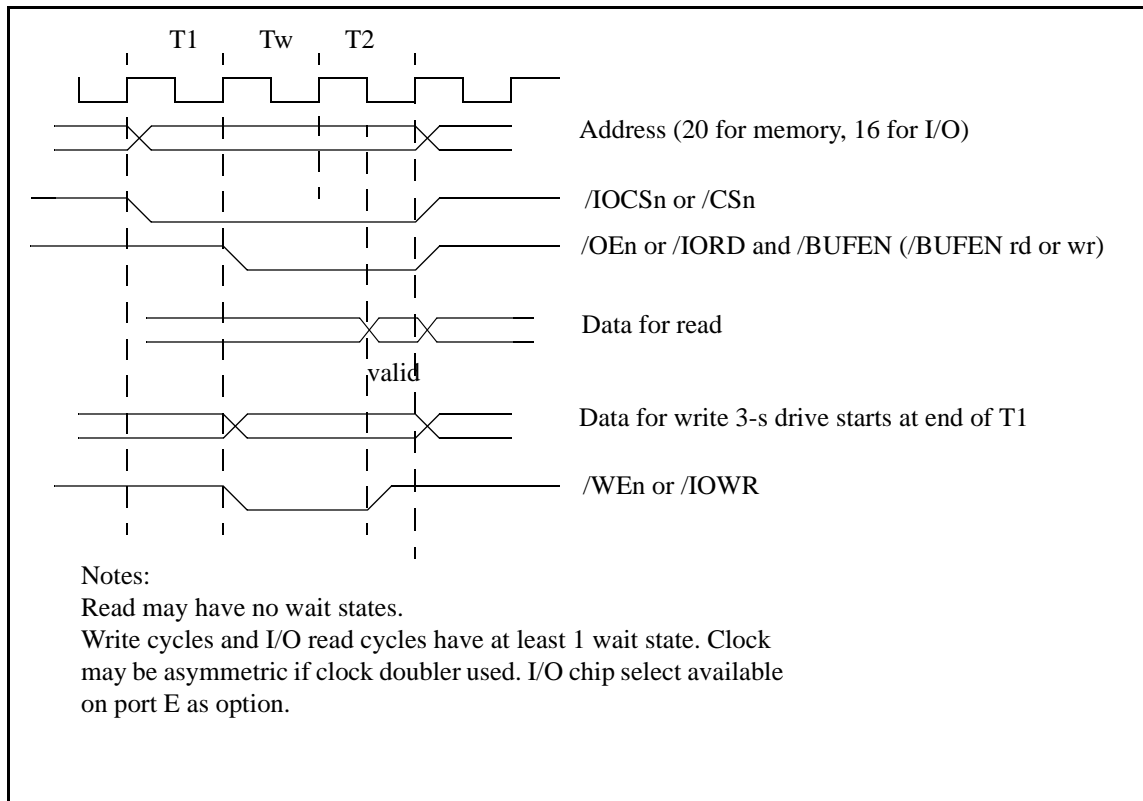 T1 Tw T2
Address (20 for memory, 16 for I/O)
/IOCSn or /CSn
/OEn or /IORD and /BUFEN (/BUFEN rd or wr)
Data for read
valid
Data for write 3-s drive starts at end of T1
/WEn or /IOWR
Notes:
Read may have no wait states.
Write cycles and I/O read cycles have at least 1 wait state. Clock
may be asymmetric if clock doubler used. I/O chip select available
on port E as option.